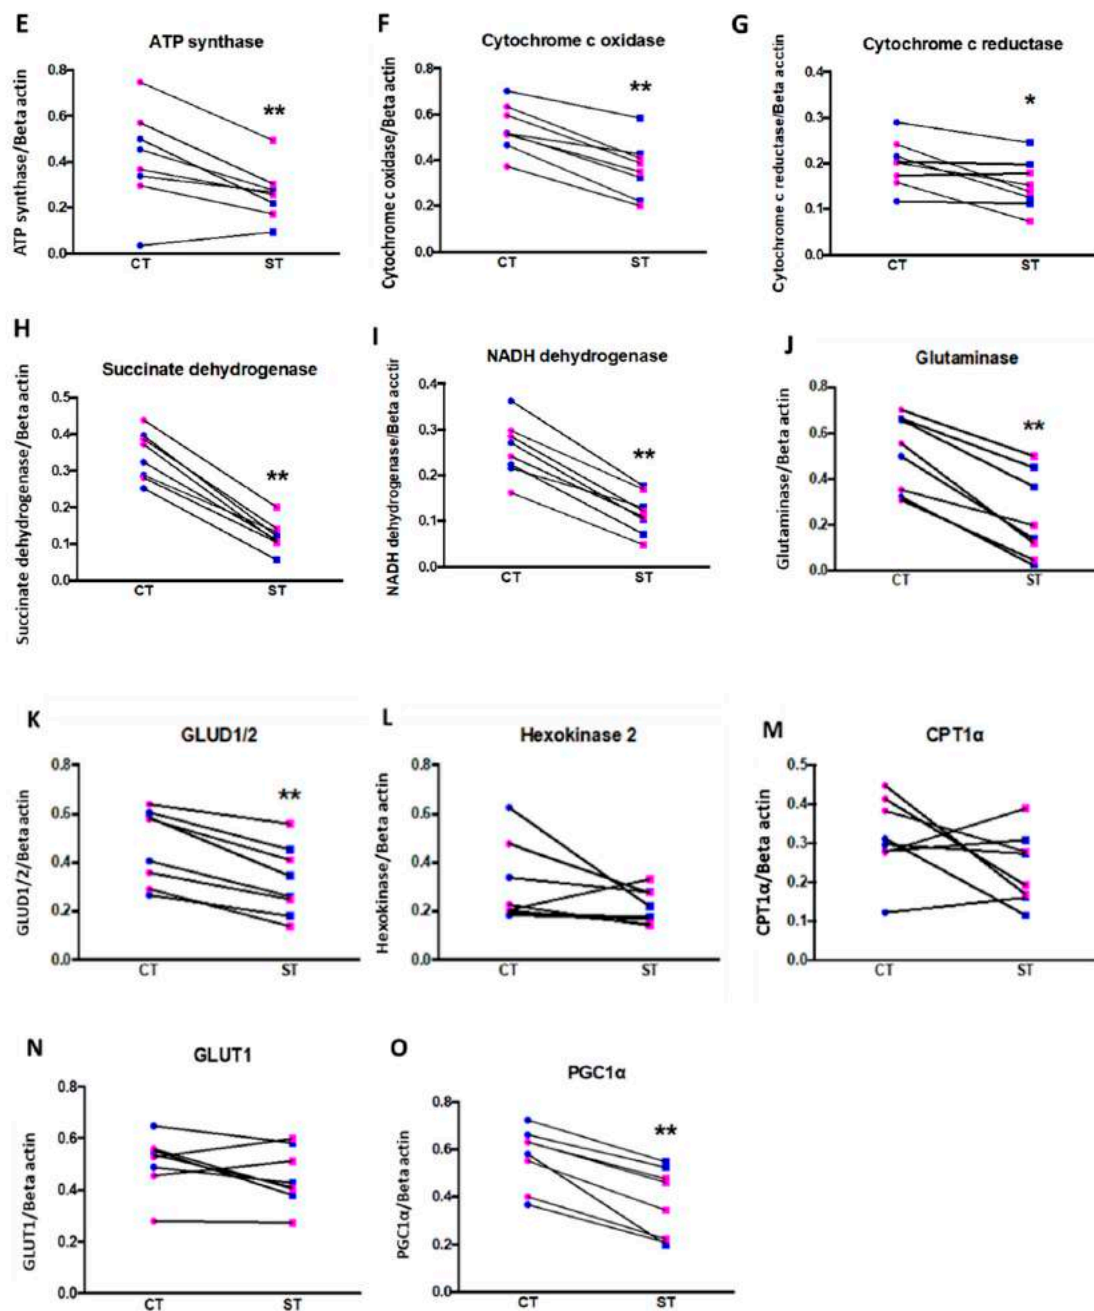 E
ATP synthase
ATP synthase/Beta actin
0.8
0.6
0.4
0.2
0.0
**
CT ST
F
Cytochrome c oxidase
Cytochrome c oxidase/Beta actin
0.8
0.6
0.4
0.2
0.0
**
CT ST
G
Cytochrome c reductase
Cytochrome c reductase/Beta acctin
0.4
0.3
0.2
0.1
0.0
*
CT ST
H
Succinate dehydrogenase
Succinate dehydrogenase/Beta actin
0.5
0.4
0.3
0.2
0.1
0.0
**
CT ST
I
NADH dehydrogenase
NADH dehydrogenase/Beta acctir
0.4
0.3
0.2
0.1
0.0
**
CT ST
J
Glutaminase
Glutaminase/Beta actin
0.8
0.6
0.4
0.2
0.0
**
CT ST
K
GLUD1/2
GLUD1/2/Beta actin
0.8
0.6
0.4
0.2
0.0
**
CT ST
L
Hexokinase 2
Hexokinase/Beta actin
0.8
0.6
0.4
0.2
0.0
CT ST
M
CPT1α
CPT1α/Beta actin
0.5
0.4
0.3
0.2
0.1
0.0
CT ST
N
GLUT1
GLUT1/Beta actin
0.8
0.6
0.4
0.2
0.0
CT ST
O
PGC1α
PGC1α/Beta actin
0.8
0.6
0.4
0.2
0.0
**
CT ST